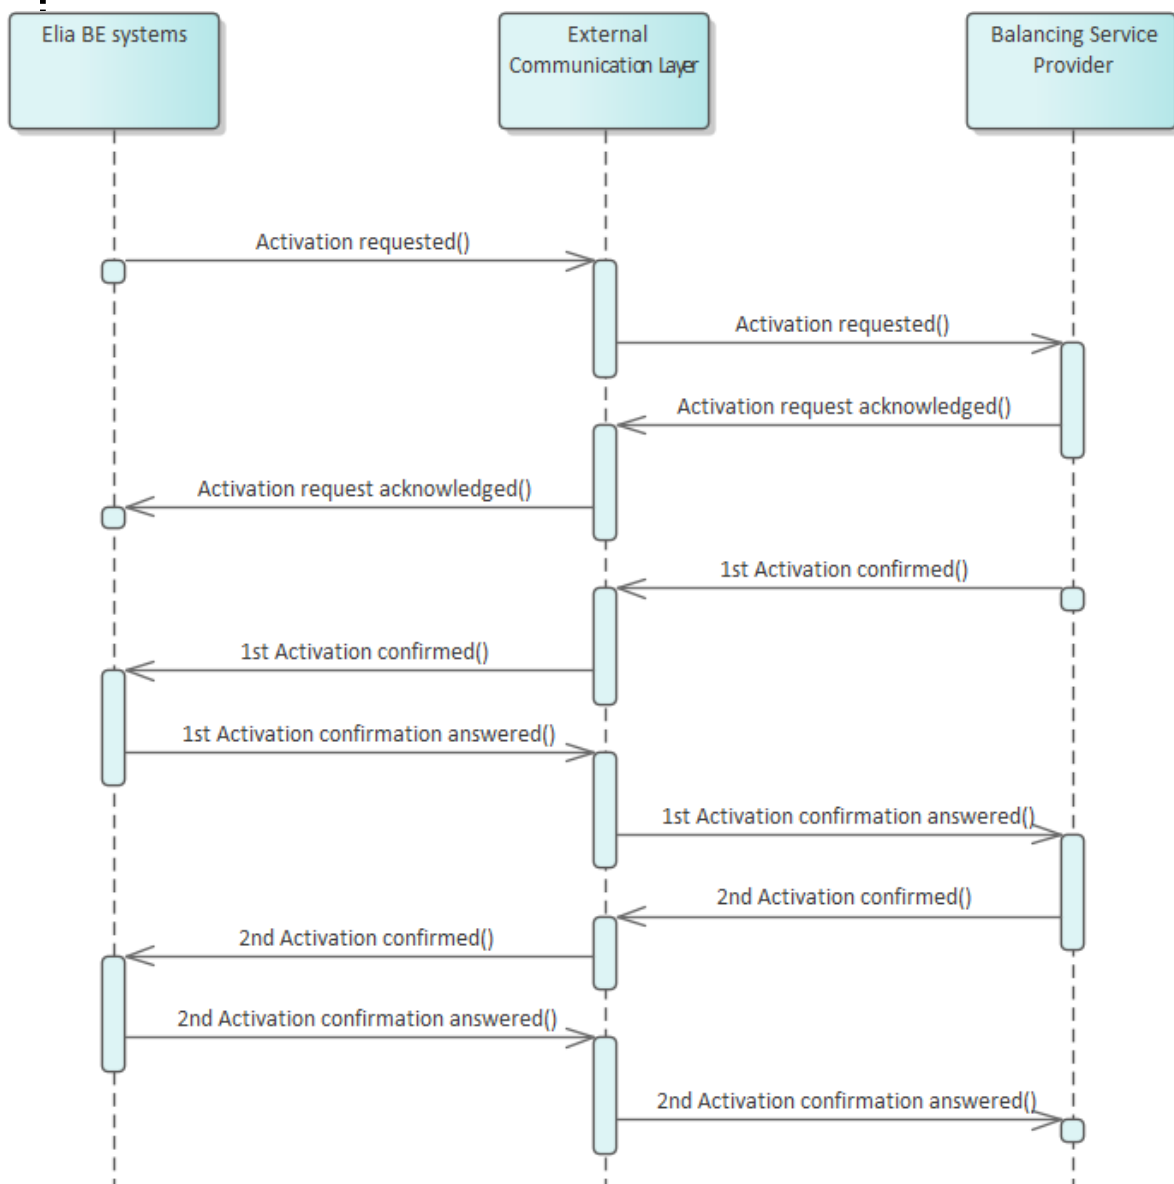 Elia BE systems
External
Communication Layer
Balancing Service
Provider
Activation requested()
Activation requested()
Activation request acknowledged()
Activation request acknowledged()
1st Activation confirmed()
1st Activation confirmed()
1st Activation confirmation answered()
1st Activation confirmation answered()
2nd Activation confirmed()
2nd Activation confirmed()
2nd Activation confirmation answered()
2nd Activation confirmation answered()